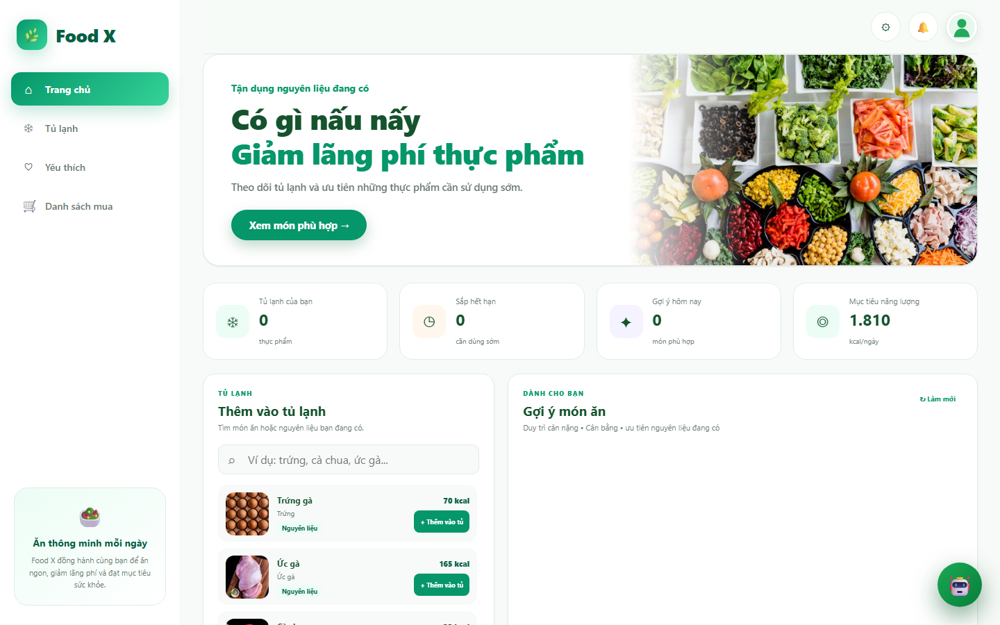 Food X
Trang chủ
Tủ lạnh
Yêu thích
Danh sách mua
Ăn thông minh mỗi ngày
Food X đồng hành cùng bạn để ăn
ngon, giảm lãng phí và đạt mục tiêu
sức khỏe.
Tận dụng nguyên liệu đang có
Có gì nấu nấy
Giảm lãng phí thực phẩm
Theo dõi tủ lạnh và ưu tiên những thực phẩm cần sử dụng sớm.
Xem món phù hợp →
Tủ lạnh của bạn
0
thực phẩm
Sắp hết hạn
0
cần dùng sớm
Gợi ý hôm nay
0
món phù hợp
Mục tiêu năng lượng
1.810
kcal/ngày
TỦ LẠNH
Thêm vào tủ lạnh
Tìm món ăn hoặc nguyên liệu bạn đang có.
Ví dụ: trứng, cà chua, ức gà...
Trứng gà
70 kcal
Trứng
+ Thêm vào tủ
Nguyên liệu
Ức gà
165 kcal
Ức gà
+ Thêm vào tủ
Nguyên liệu
DÀNH CHO BẠN
Gợi ý món ăn
Duy trì cân nặng • Cân bằng • ưu tiên nguyên liệu đang có
↻ Làm mới